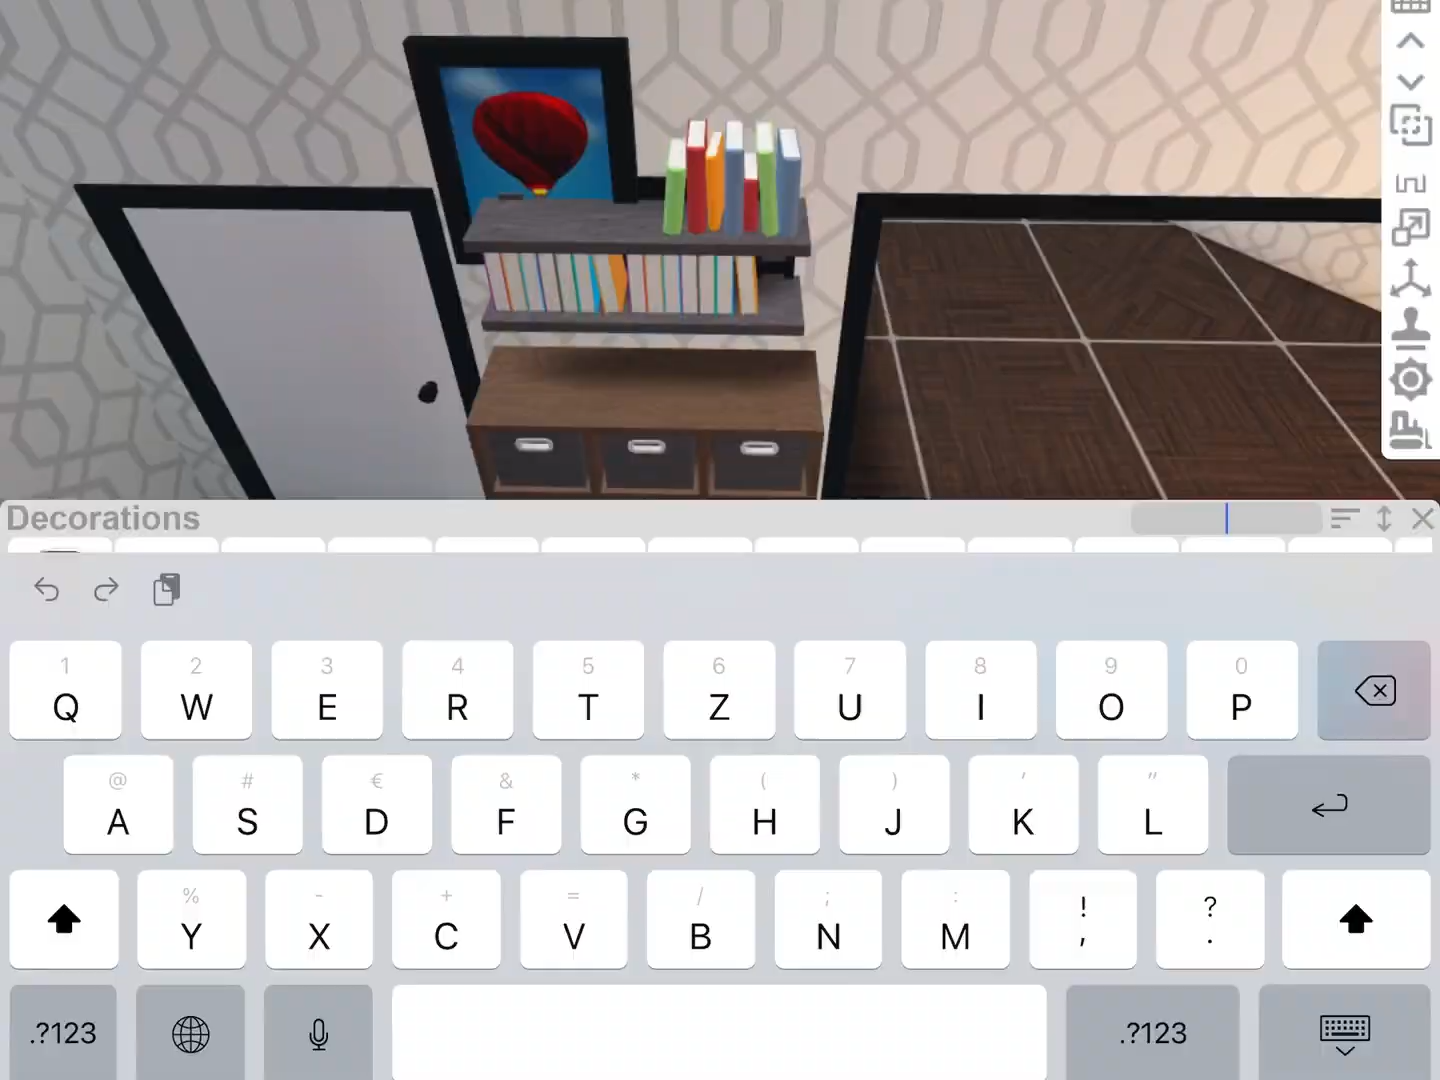 Decorations
1 2 3 4 5 6 7 8 9 0
Q W E R T Z U I O P
@ # € & * ( ) ' "
A S D F G H J K L
% - + = / ; : ! ?
Y X C V B N M , .
.?123 .?123